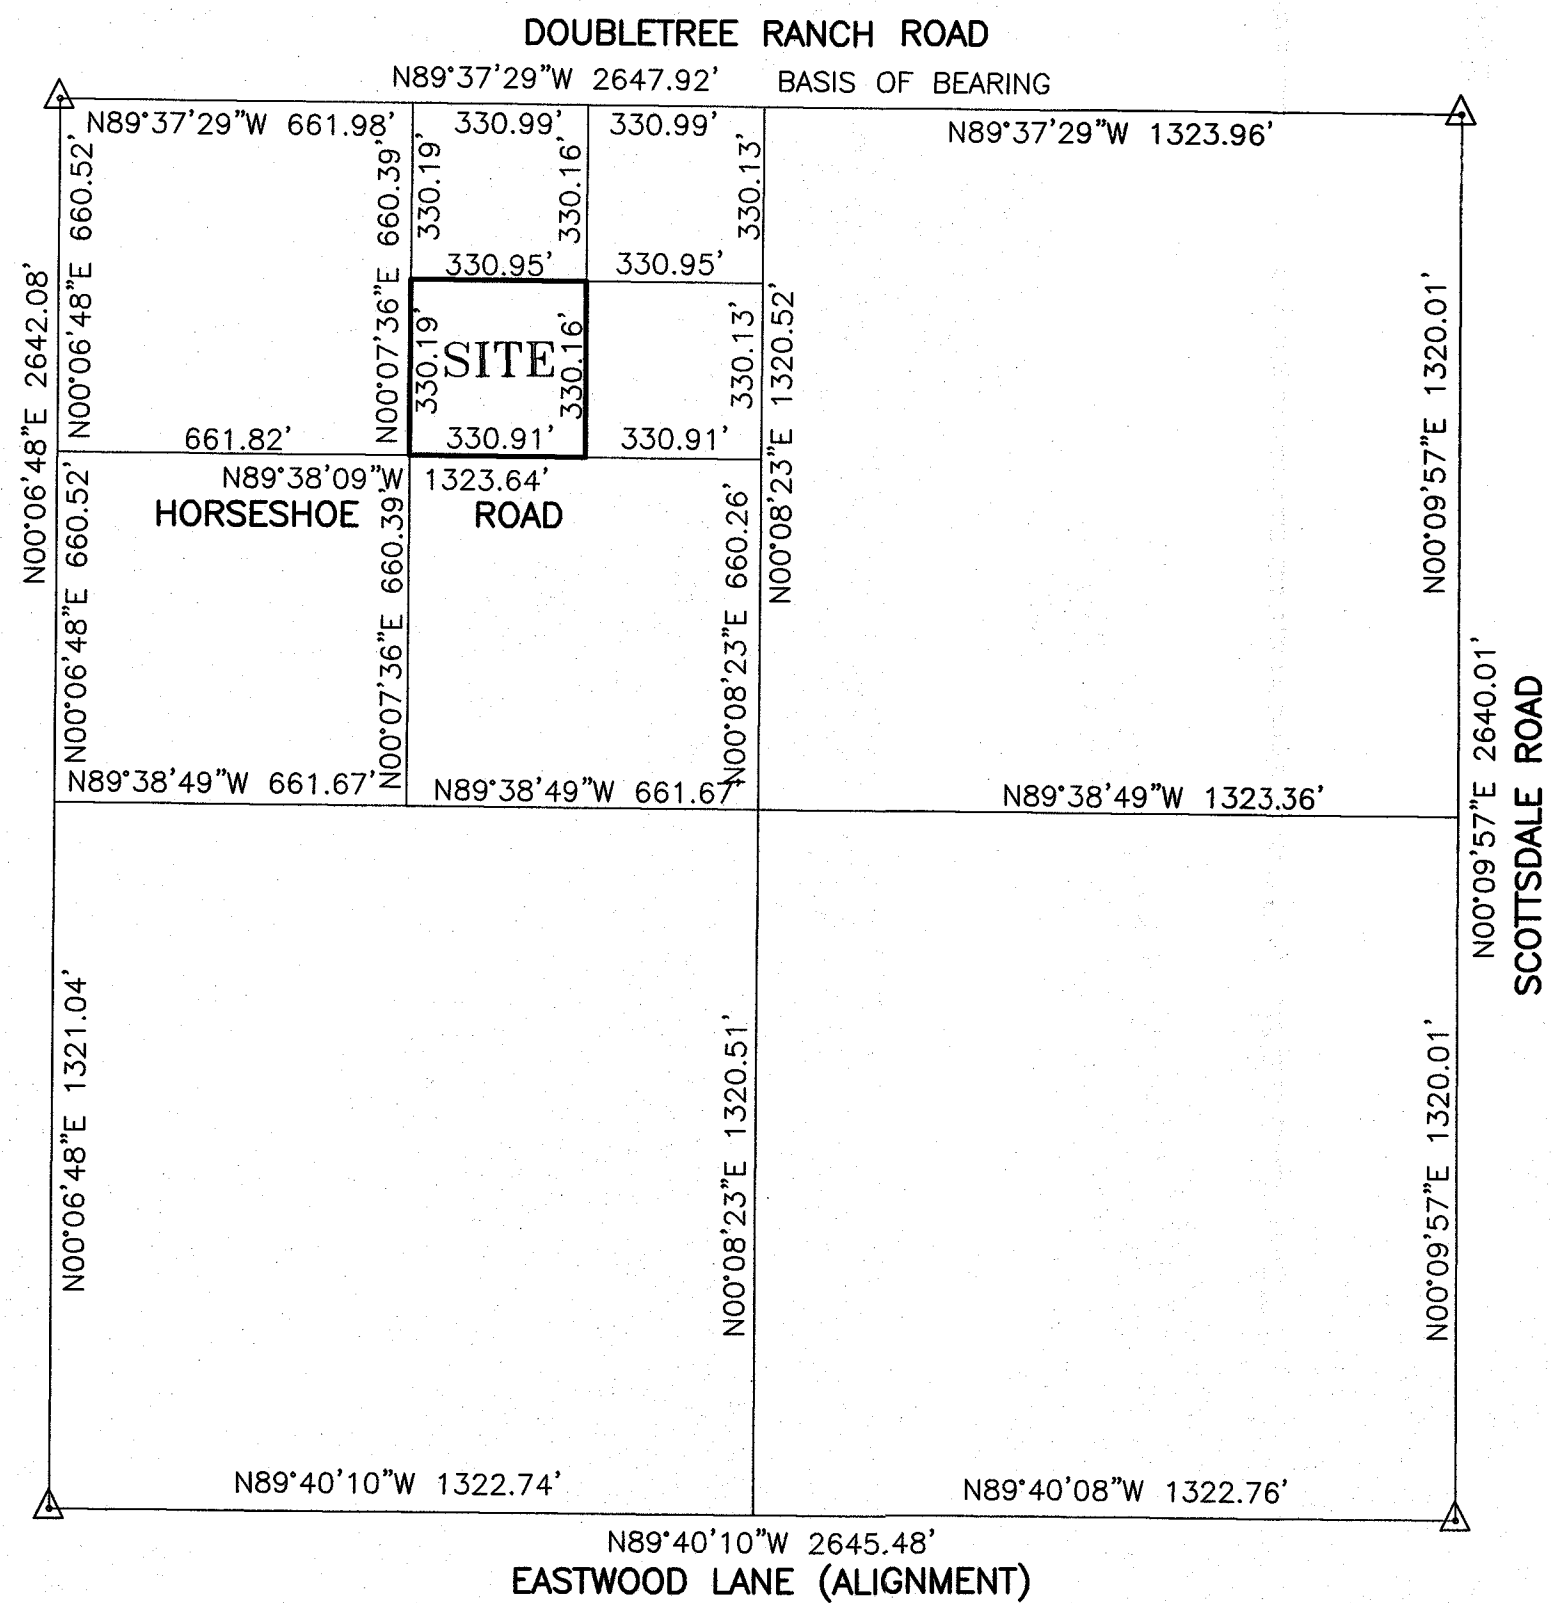 DOUBLETREE RANCH ROAD
N89°37'29"W 2647.92' BASIS OF BEARING
N89°37'29"W 661.98'
330.99'
330.99'
N89°37'29"W 1323.96'
N00°06'48"E 660.52'
N00°07'36"E 660.39'
330.19'
330.16'
330.13'
330.95'
330.95'
N00°06'48"E 2642.08'
330.19'
SITE
330.16'
330.13'
N00°08'23"E 1320.52'
N00°09'57"E 1320.01'
661.82'
330.91'
330.91'
N89°38'09"W 1323.64'
HORSESHOE ROAD
N00°06'48"E 660.52'
N00°07'36"E 660.39'
N00°08'23"E 660.26'
N89°38'49"W 661.67'
N89°38'49"W 661.67'
N89°38'49"W 1323.36'
N00°09'57"E 2640.01'
SCOTTSDALE ROAD
N00°06'48"E 1321.04'
N00°08'23"E 1320.51'
N00°09'57"E 1320.01'
N89°40'10"W 1322.74'
N89°40'08"W 1322.76'
N89°40'10"W 2645.48'
EASTWOOD LANE (ALIGNMENT)